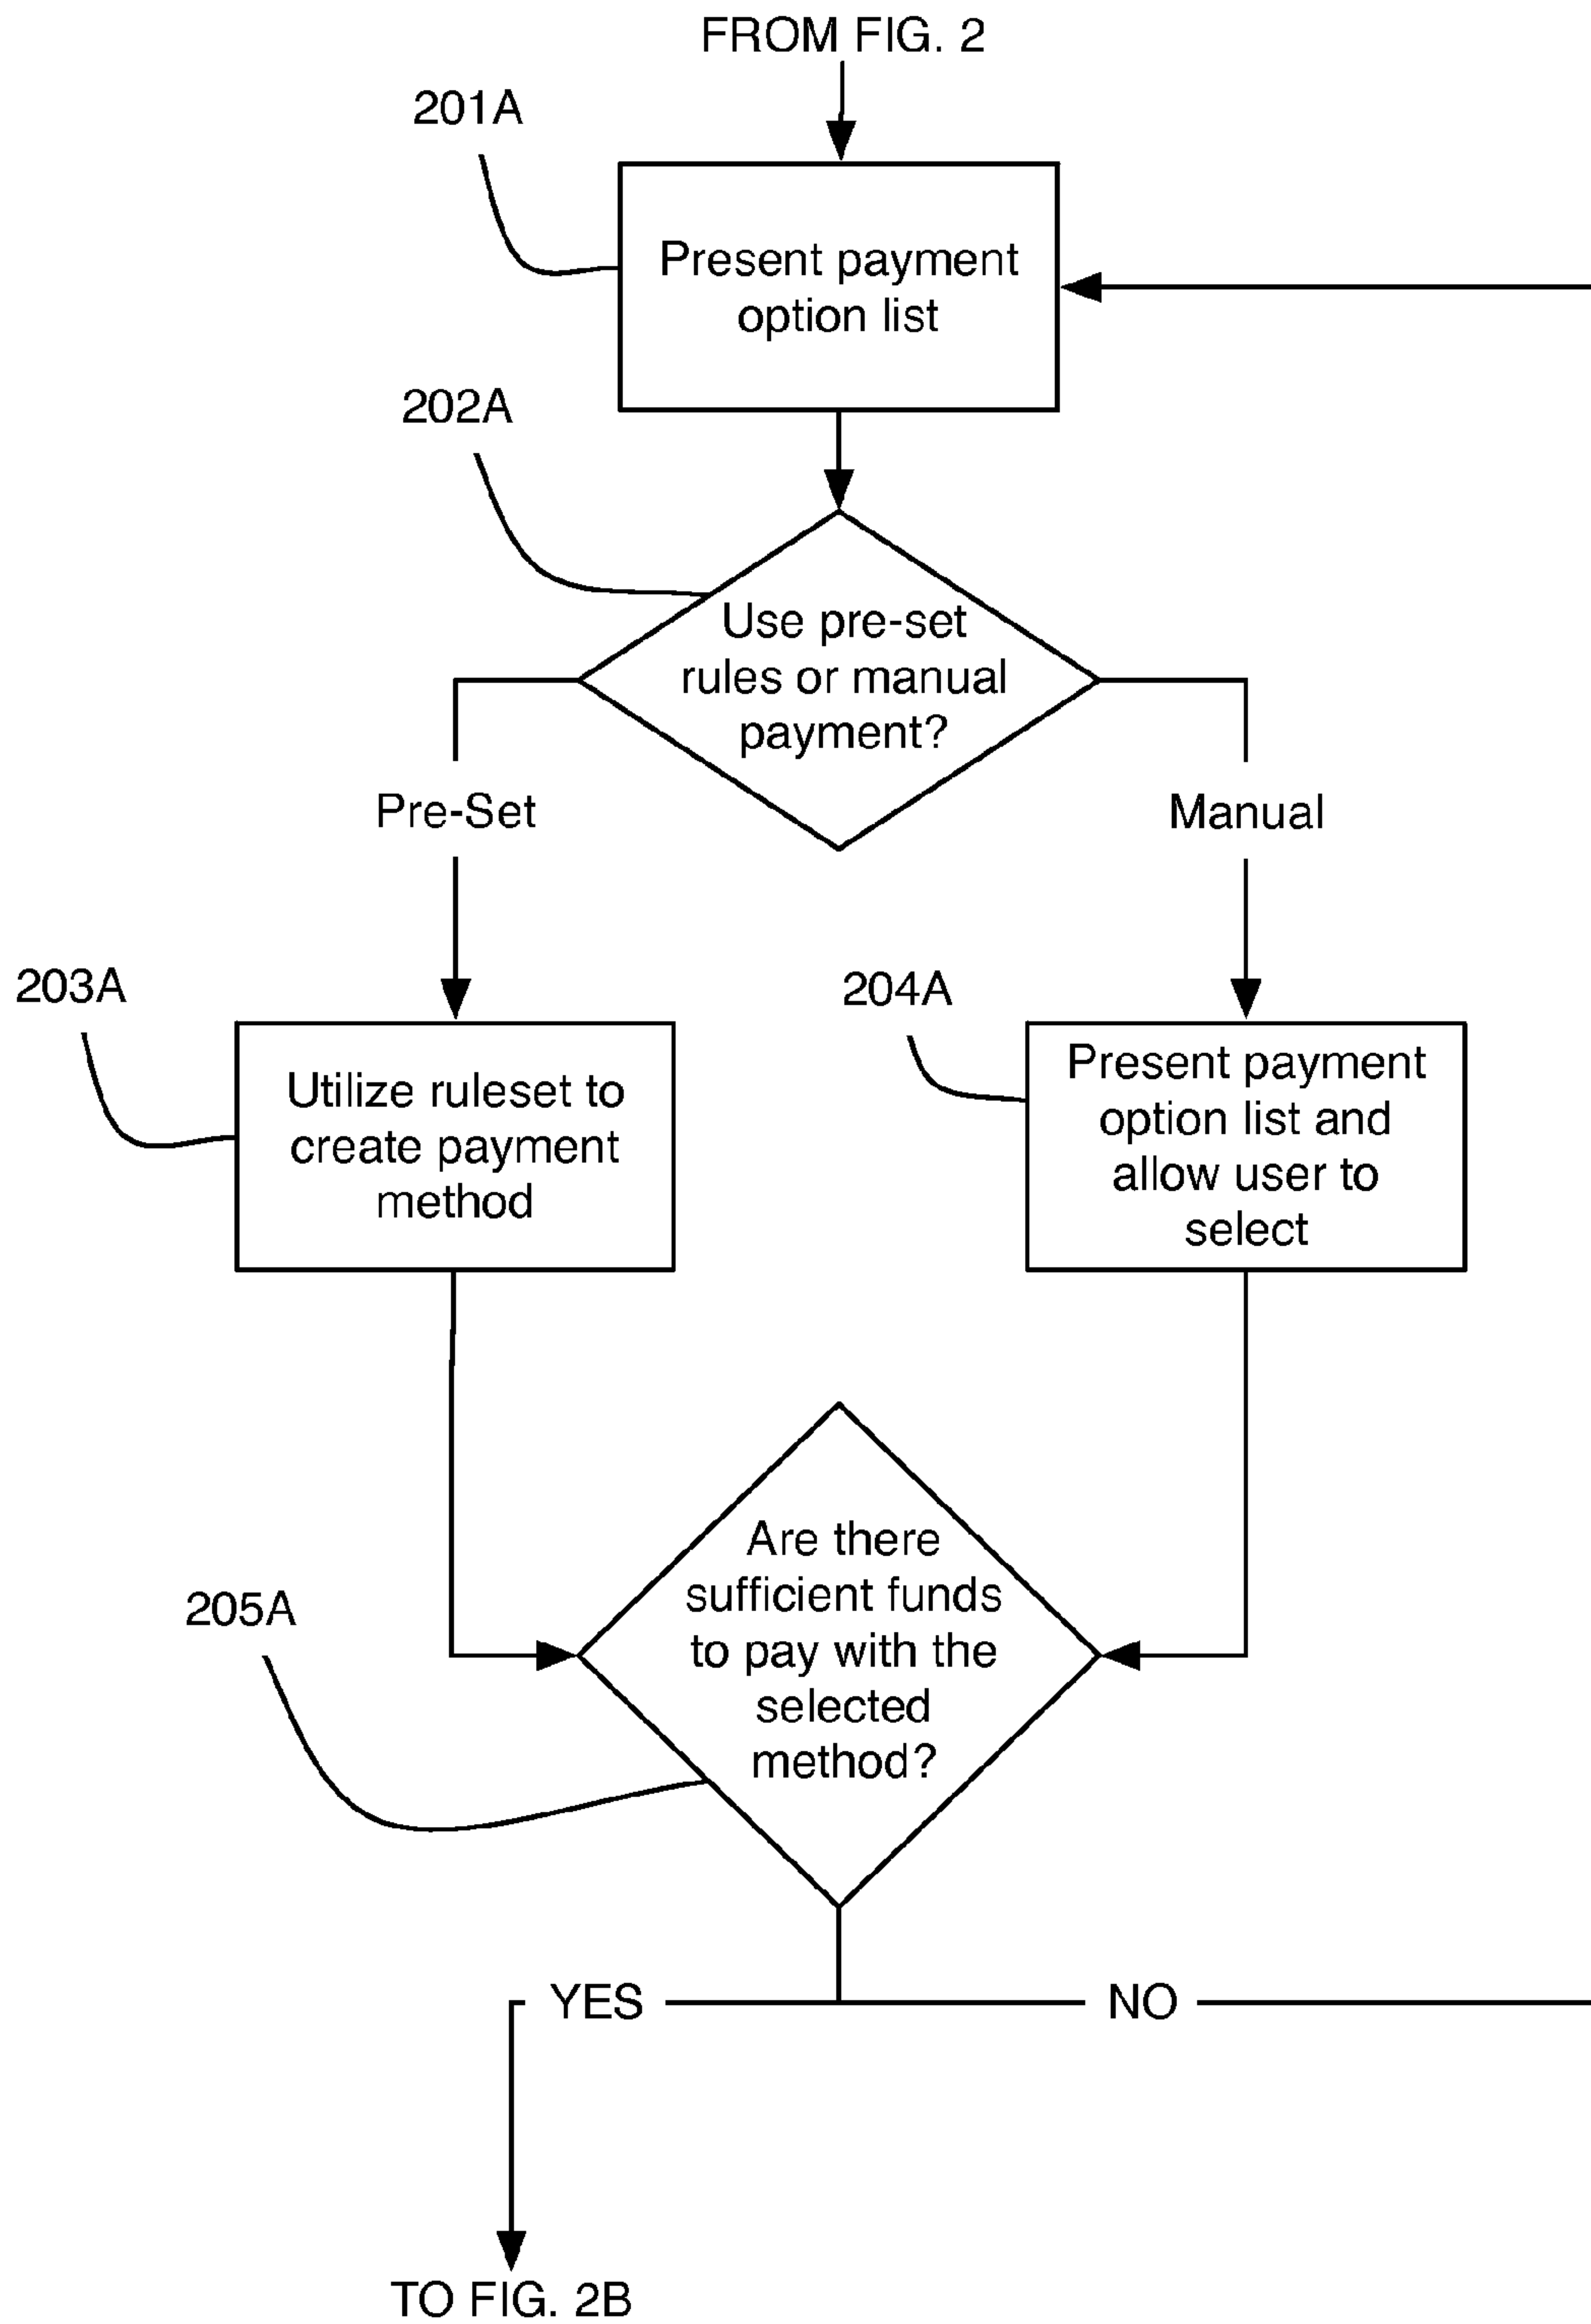 FROM FIG. 2
201A
Present payment
option list
202A
Use pre-set
rules or manual
payment?
Pre-Set
Manual
203A
Utilize ruleset to
create payment
method
204A
Present payment
option list and
allow user to
select
205A
Are there
sufficient funds
to pay with the
selected
method?
YES
NO
TO FIG. 2B